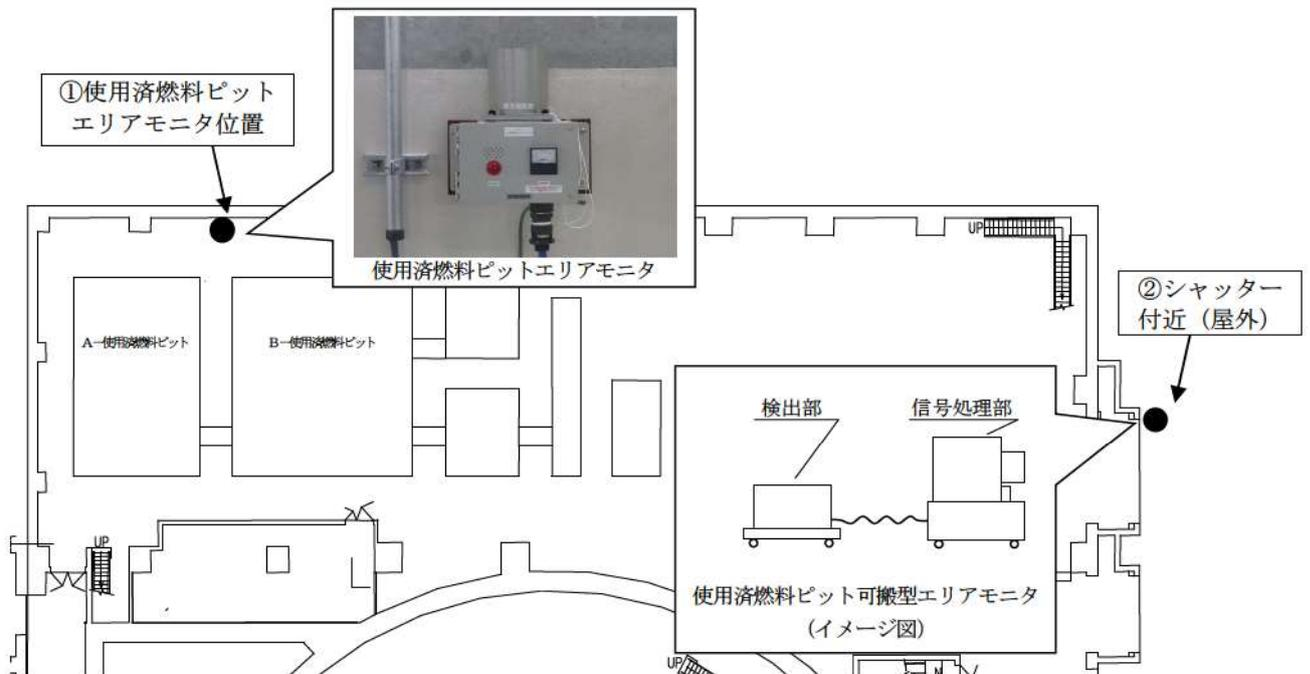 ①使用済燃料ピット
エリアモニタ位置
使用済燃料ピットエリアモニタ
UP
②シャッター
付近（屋外）
A-使用済燃料ピット
B-使用済燃料ピット
検出部
信号処理部
使用済燃料ピット可搬型エリアモニタ
(イメージ図)
UP
UP